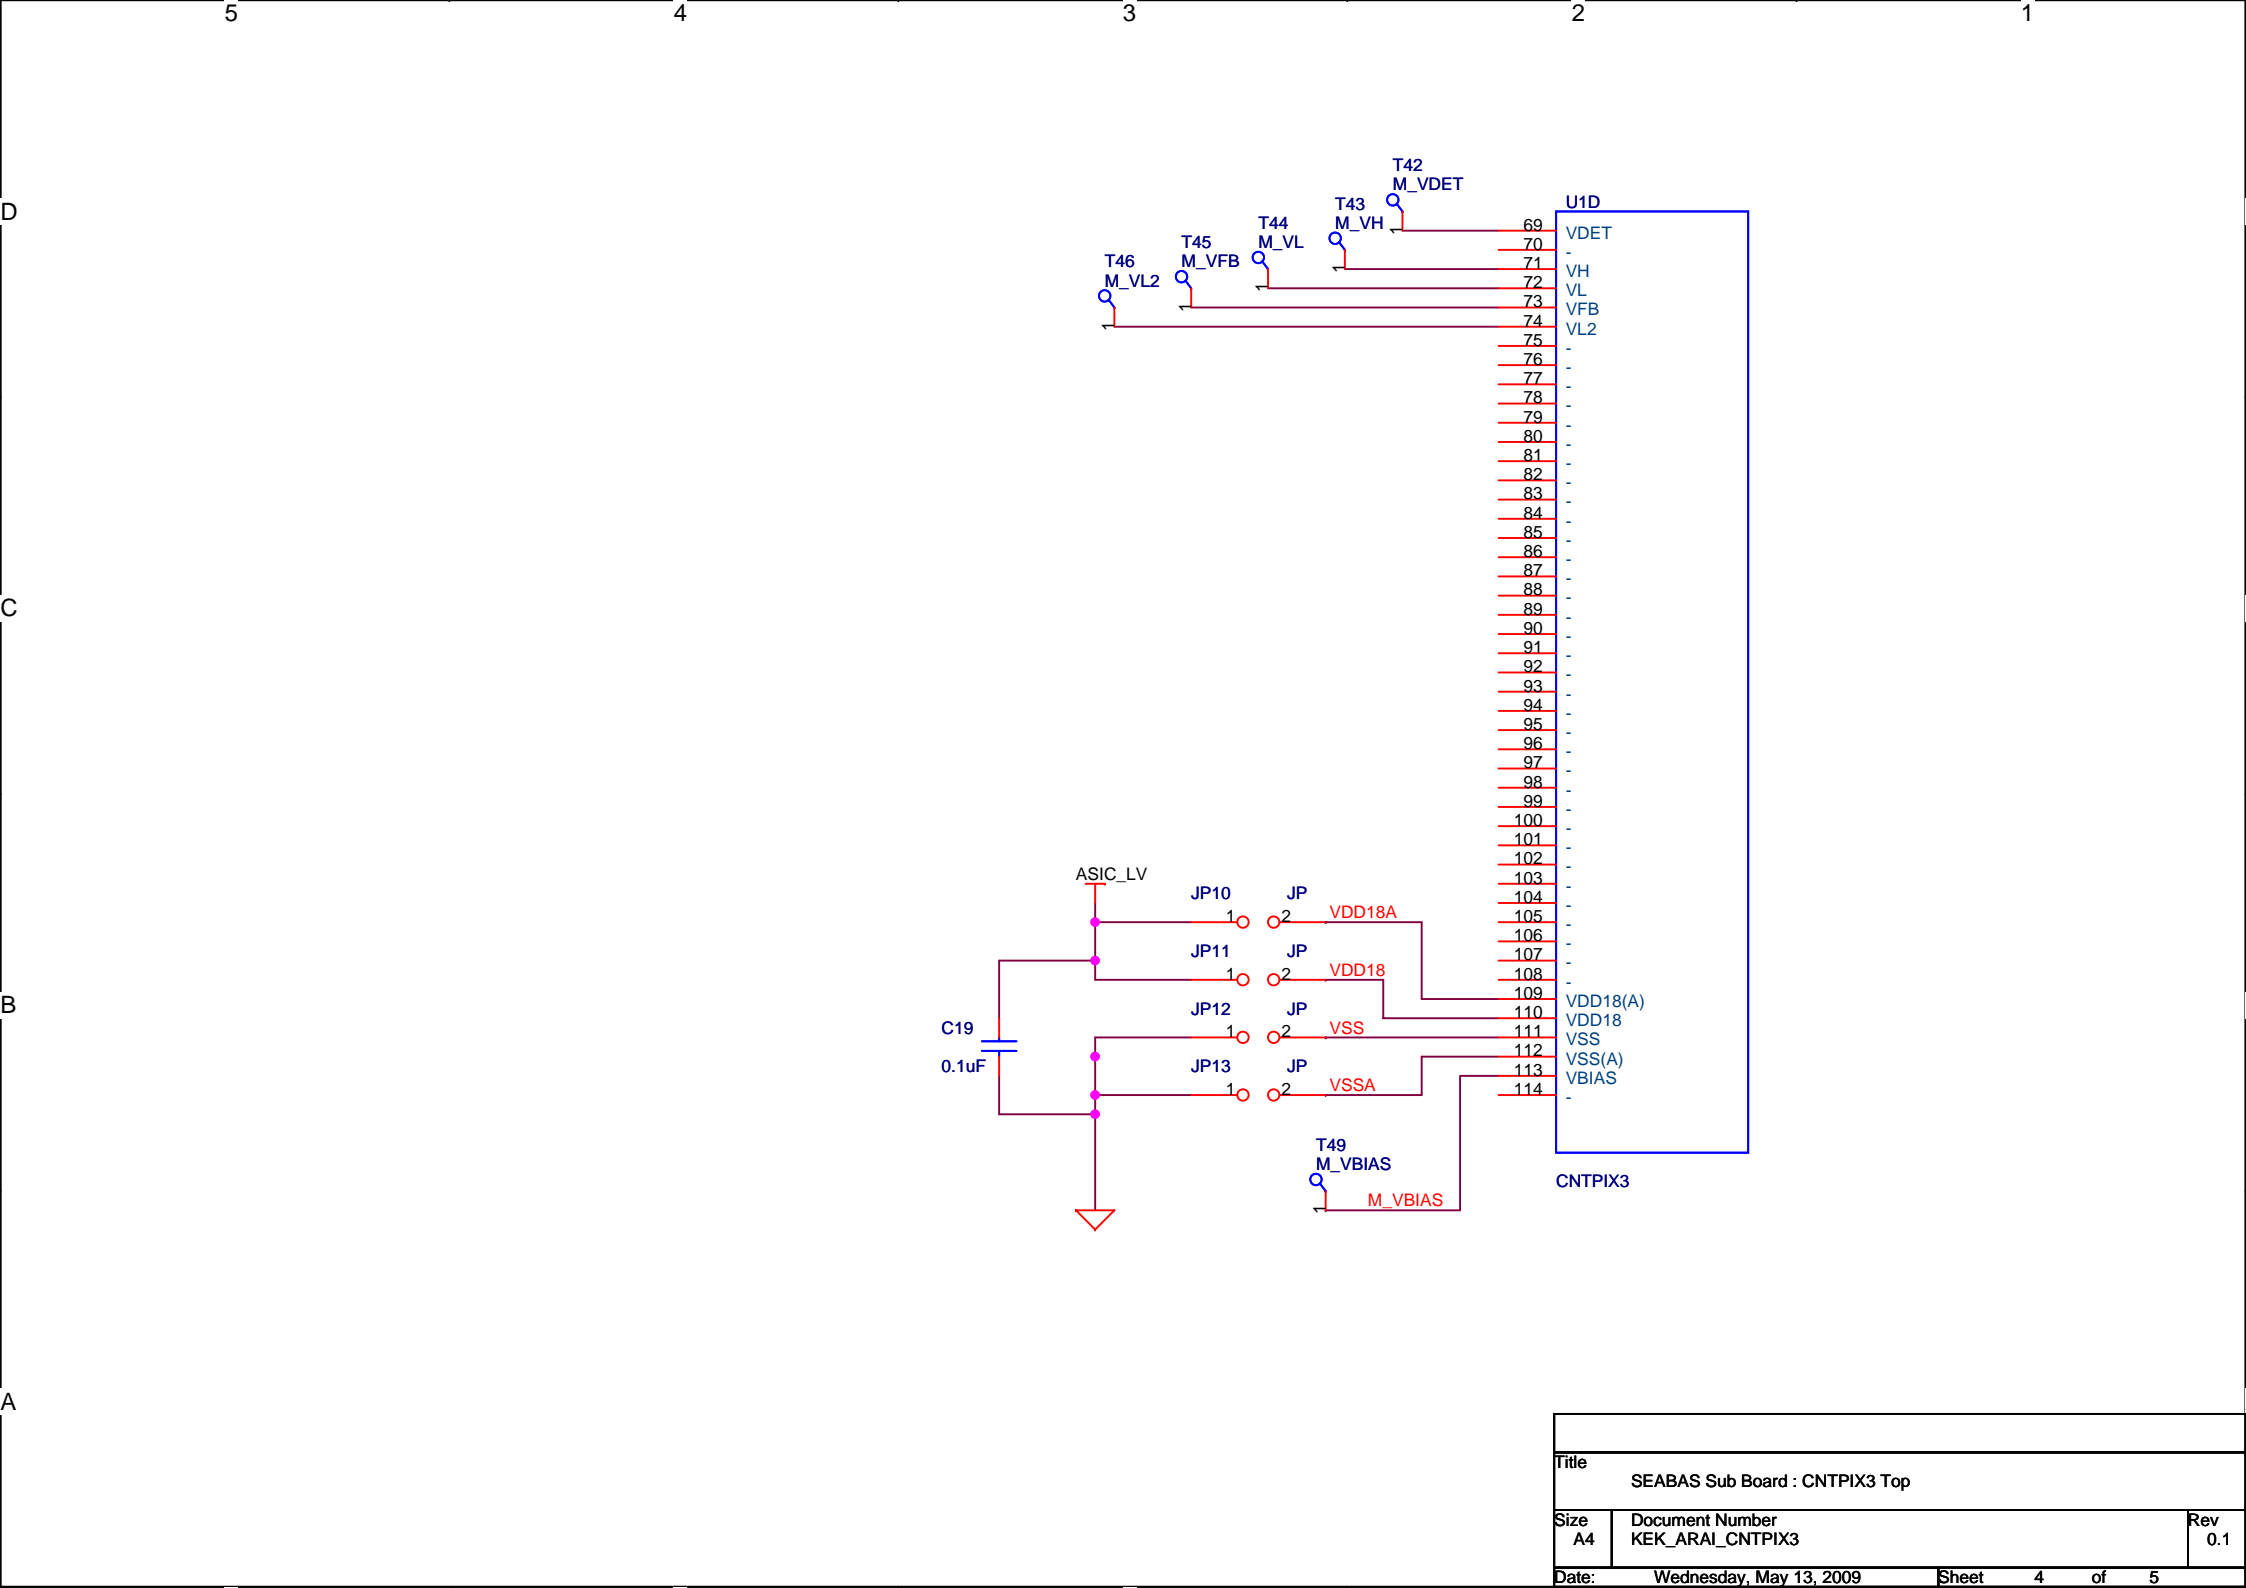 5 4 3 2 1
D
C
B
A
T42
M_VDET
T43
M_VH
T44
M_VL
T45
M_VFB
T46
M_VL2
1
1
1
1
1
U1D
69 VDET
70 -
71 VH
72 VL
73 VFB
74 VL2
75 -
76 -
77 -
78 -
79 -
80 -
81 -
82 -
83 -
84 -
85 -
86 -
87 -
88 -
89 -
90 -
91 -
92 -
93 -
94 -
95 -
96 -
97 -
98 -
99 -
100 -
101 -
102 -
103 -
104 -
105 -
106 -
107 -
108 -
109 VDD18(A)
110 VDD18
111 VSS
112 VSS(A)
113 VBIAS
114 -
CNTPIX3
ASIC_LV
JP10 JP
1 2 VDD18A
JP11 JP
1 2 VDD18
JP12 JP
1 2 VSS
JP13 JP
1 2 VSSA
C19
0.1uF
T49
M_VBIAS
1 M_VBIAS
Title
SEABAS Sub Board : CNTPIX3 Top
Size Document Number Rev
A4 KEK_ARAI_CNTPIX3 0.1
Date: Wednesday, May 13, 2009 Sheet 4 of 5